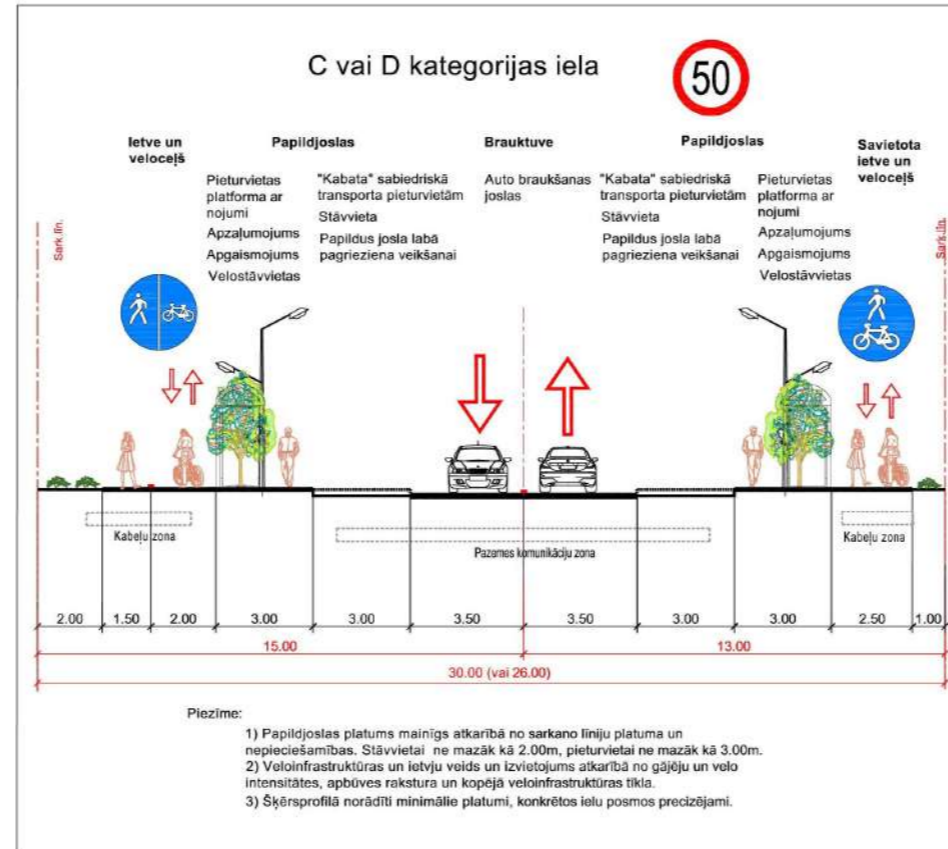 C vai D kategorijas iela
50
Ietve un
veloceļš
Papildjoslas
Brauktuve
Papildjoslas
Savietota
ietve un
veloceļš
Pieturvietas
platforma ar
nojumi
Apzaļumojums
Apgaismojums
Velostāvvietas
"Kabata" sabiedriskā
transporta pieturvietām
Stāvvieta
Papildus josla labā
pagrieziena veikšanai
Auto braukšanas
joslas
"Kabata" sabiedriskā
transporta pieturvietām
Stāvvieta
Papildus josla labā
pagrieziena veikšanai
Pieturvietas
platforma ar
nojumi
Apzaļumojums
Apgaismojums
Velostāvvietas
Sark.līn.
Sark.līn.
Kabeļu zona
Pazemes komunikāciju zona
Kabeļu zona
2.00 1.50 2.00 3.00 3.00 3.50 3.50 3.00 3.00 2.50 1.00
15.00 13.00
30.00 (vai 26.00)
Piezīme:
1) Papildjoslas platums mainīgs atkarībā no sarkano līniju platuma un
nepieciešamības. Stāvvietai ne mazāk kā 2.00m, pieturvietai ne mazāk kā 3.00m.
2) Veloinfrastruktūras un ietvju veids un izvietojums atkarībā no gājēju un velo
intensitātes, apbūves rakstura un kopējā veloinfrastruktūras tīkla.
3) Šķērsprofilā norādīti minimālie platumi, konkrētos ielu posmos precizējami.